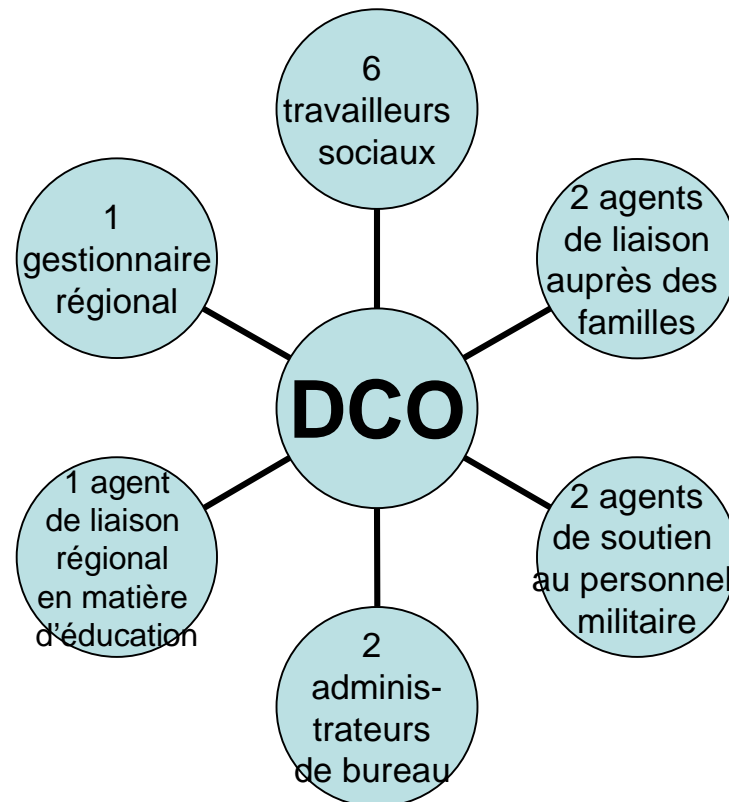 6
travailleurs
sociaux
2 agents
de liaison
auprès des
familles
2 agents
de soutien
au personnel
militaire
2
adminis-
trateurs
de bureau
1 agent
de liaison
régional
en matière
d'éducation
1
gestionnaire
régional
DCO